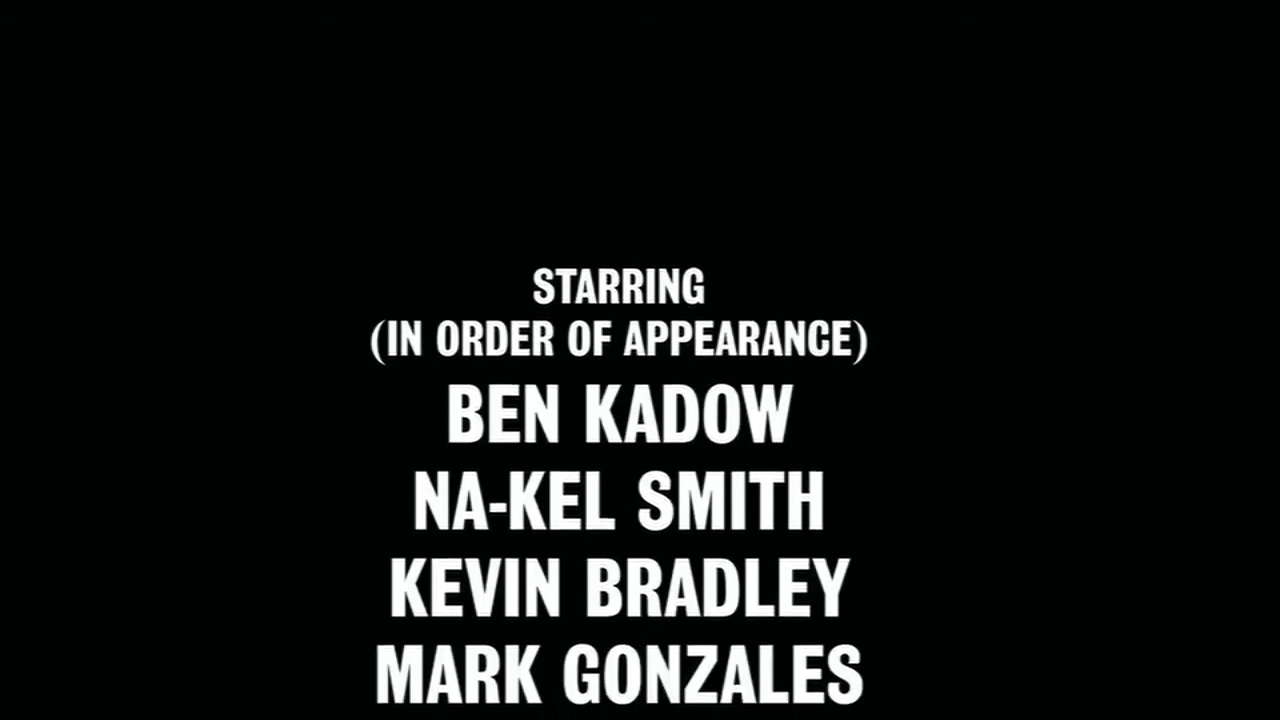 STARRING
(IN ORDER OF APPEARANCE)
BEN KADOW
NA-KEL SMITH
KEVIN BRADLEY
MARK GONZALES